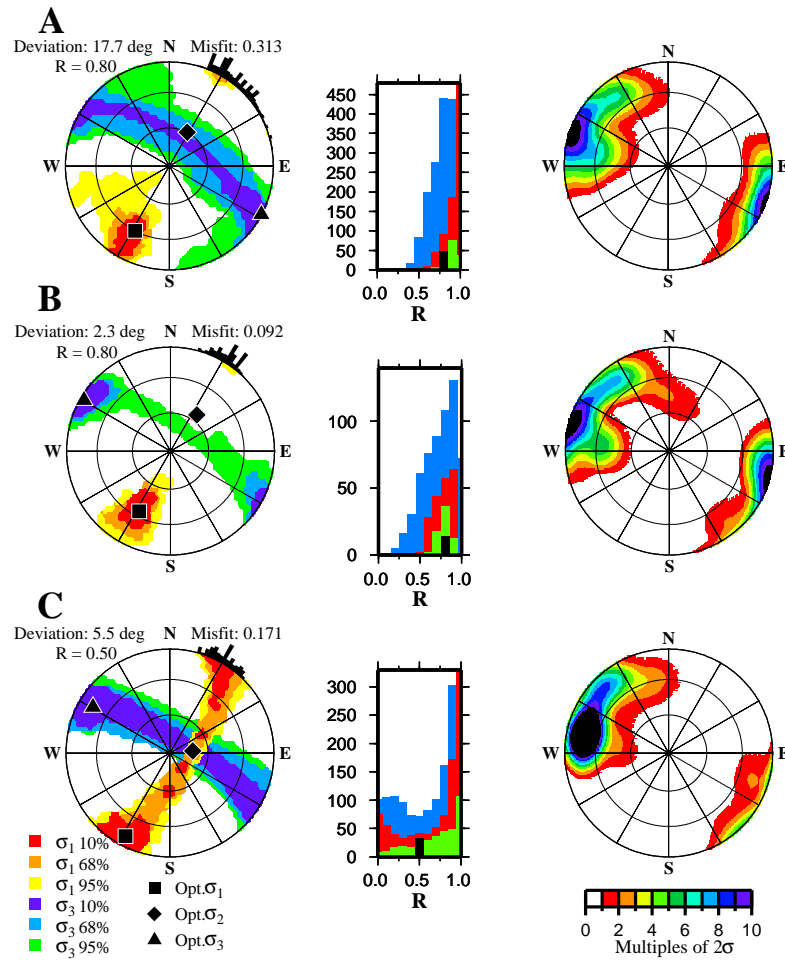 A
Deviation: 17.7 deg N Misfit: 0.313
R = 0.80
W E
S
450
400
350
300
250
200
150
100
50
0
0.0 0.5 1.0
R
N
W E
S
B
Deviation: 2.3 deg N Misfit: 0.092
R = 0.80
W E
S
100
50
0
0.0 0.5 1.0
R
N
W E
S
C
Deviation: 5.5 deg N Misfit: 0.171
R = 0.50
W E
S
300
250
200
150
100
50
0
0.0 0.5 1.0
R
N
W E
S
σ1 10%
σ1 68%
σ1 95%
σ3 10%
σ3 68%
σ3 95%
Opt.σ1
Opt.σ2
Opt.σ3
0 2 4 6 8 10
Multiples of 2σ